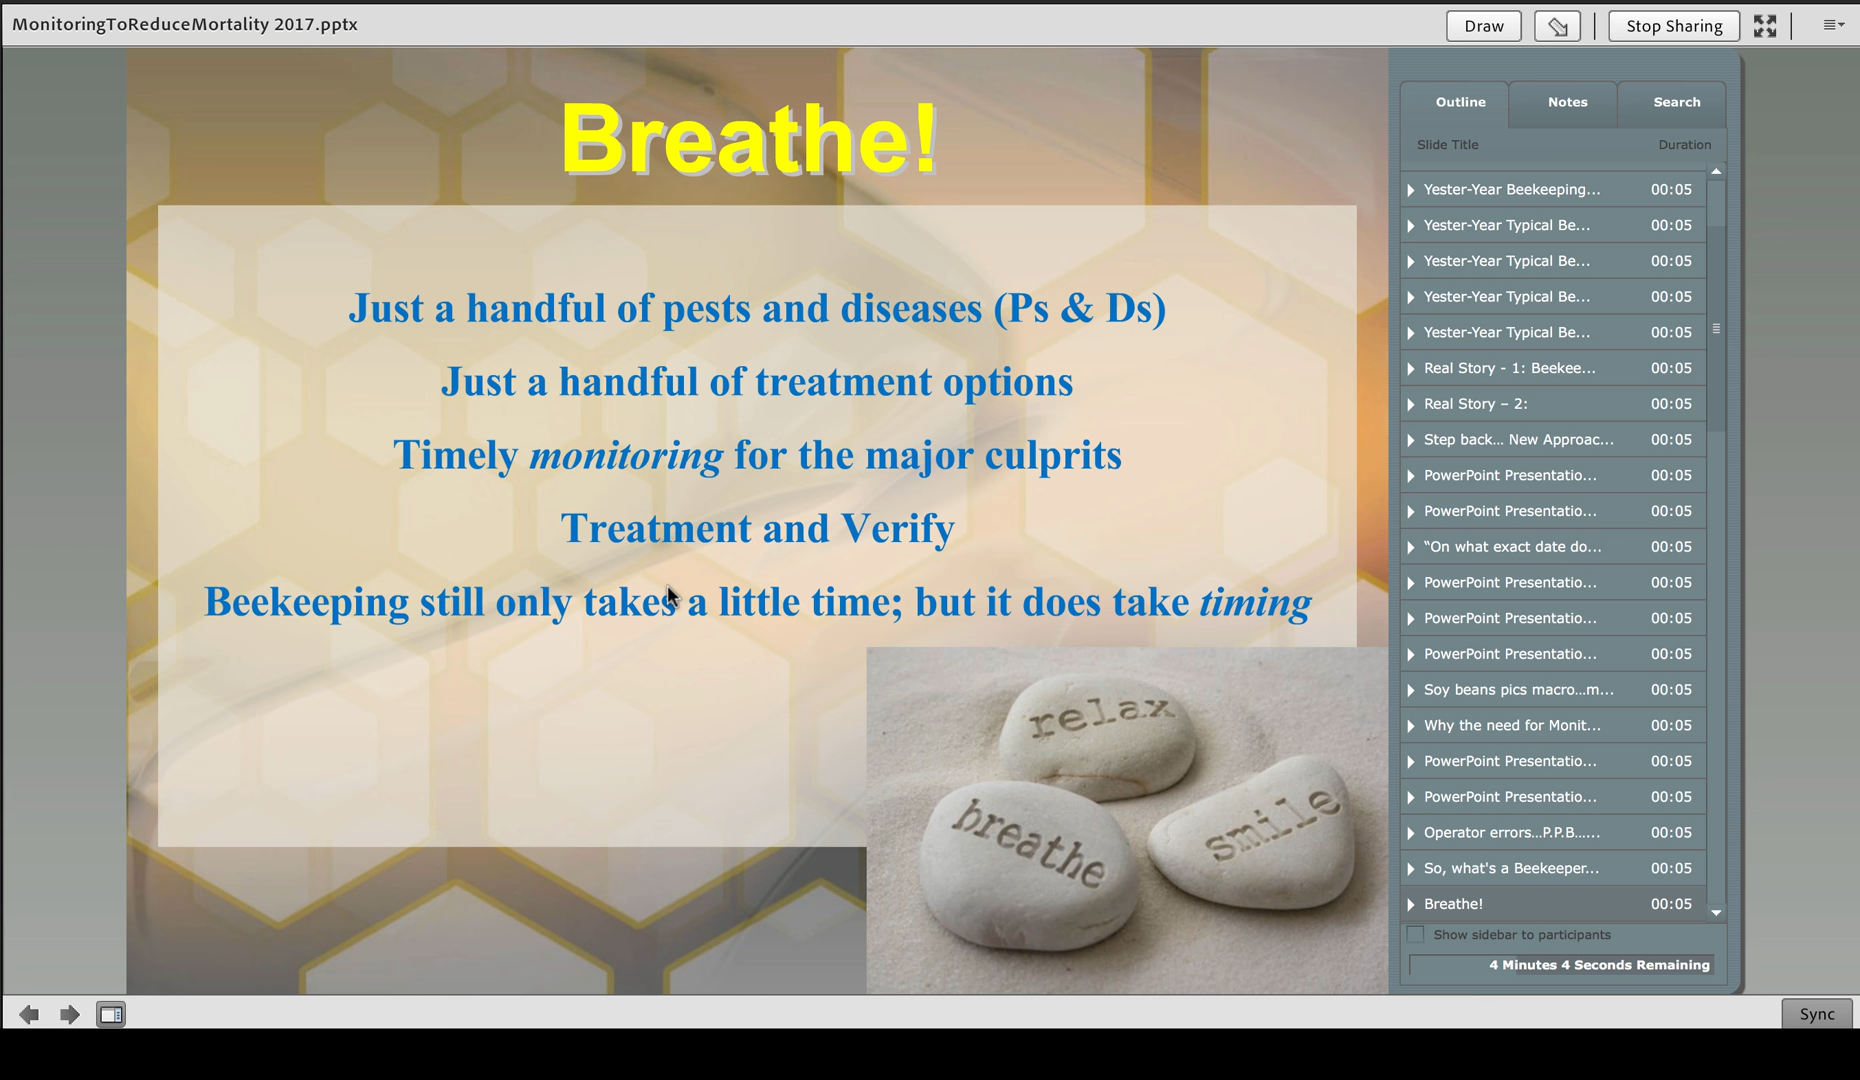 MonitoringToReduceMortality 2017.pptx
Draw
Stop Sharing
Breathe!
Just a handful of pests and diseases (Ps & Ds)
Just a handful of treatment options
Timely monitoring for the major culprits
Treatment and Verify
Beekeeping still only takes a little time; but it does take timing
relax
breathe
smile
Outline Notes Search
Slide Title Duration
Yester-Year Beekeeping... 00:05
Yester-Year Typical Be... 00:05
Yester-Year Typical Be... 00:05
Yester-Year Typical Be... 00:05
Yester-Year Typical Be... 00:05
Real Story - 1: Beekee... 00:05
Real Story – 2: 00:05
Step back... New Approac... 00:05
PowerPoint Presentatio... 00:05
PowerPoint Presentatio... 00:05
“On what exact date do... 00:05
PowerPoint Presentatio... 00:05
PowerPoint Presentatio... 00:05
PowerPoint Presentatio... 00:05
Soy beans pics macro...m... 00:05
Why the need for Monit... 00:05
PowerPoint Presentatio... 00:05
PowerPoint Presentatio... 00:05
Operator errors...P.P.B...... 00:05
So, what's a Beekeeper... 00:05
Breathe! 00:05
Show sidebar to participants
4 Minutes 4 Seconds Remaining
Sync